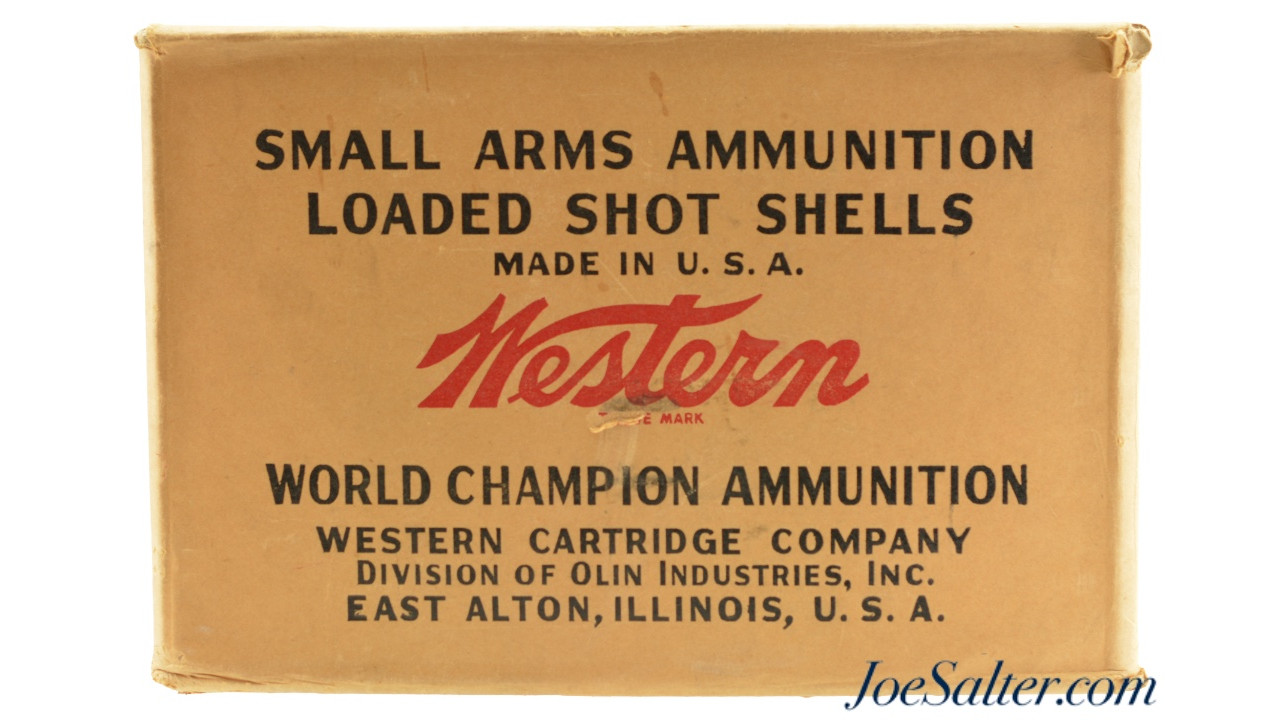 SMALL ARMS AMMUNITION
LOADED SHOT SHELLS
MADE IN U. S. A.
Western
MARK
WORLD CHAMPION AMMUNITION
WESTERN CARTRIDGE COMPANY
DIVISION OF OLIN INDUSTRIES, INC.
EAST ALTON, ILLINOIS, U. S. A.
JoeSalter.com